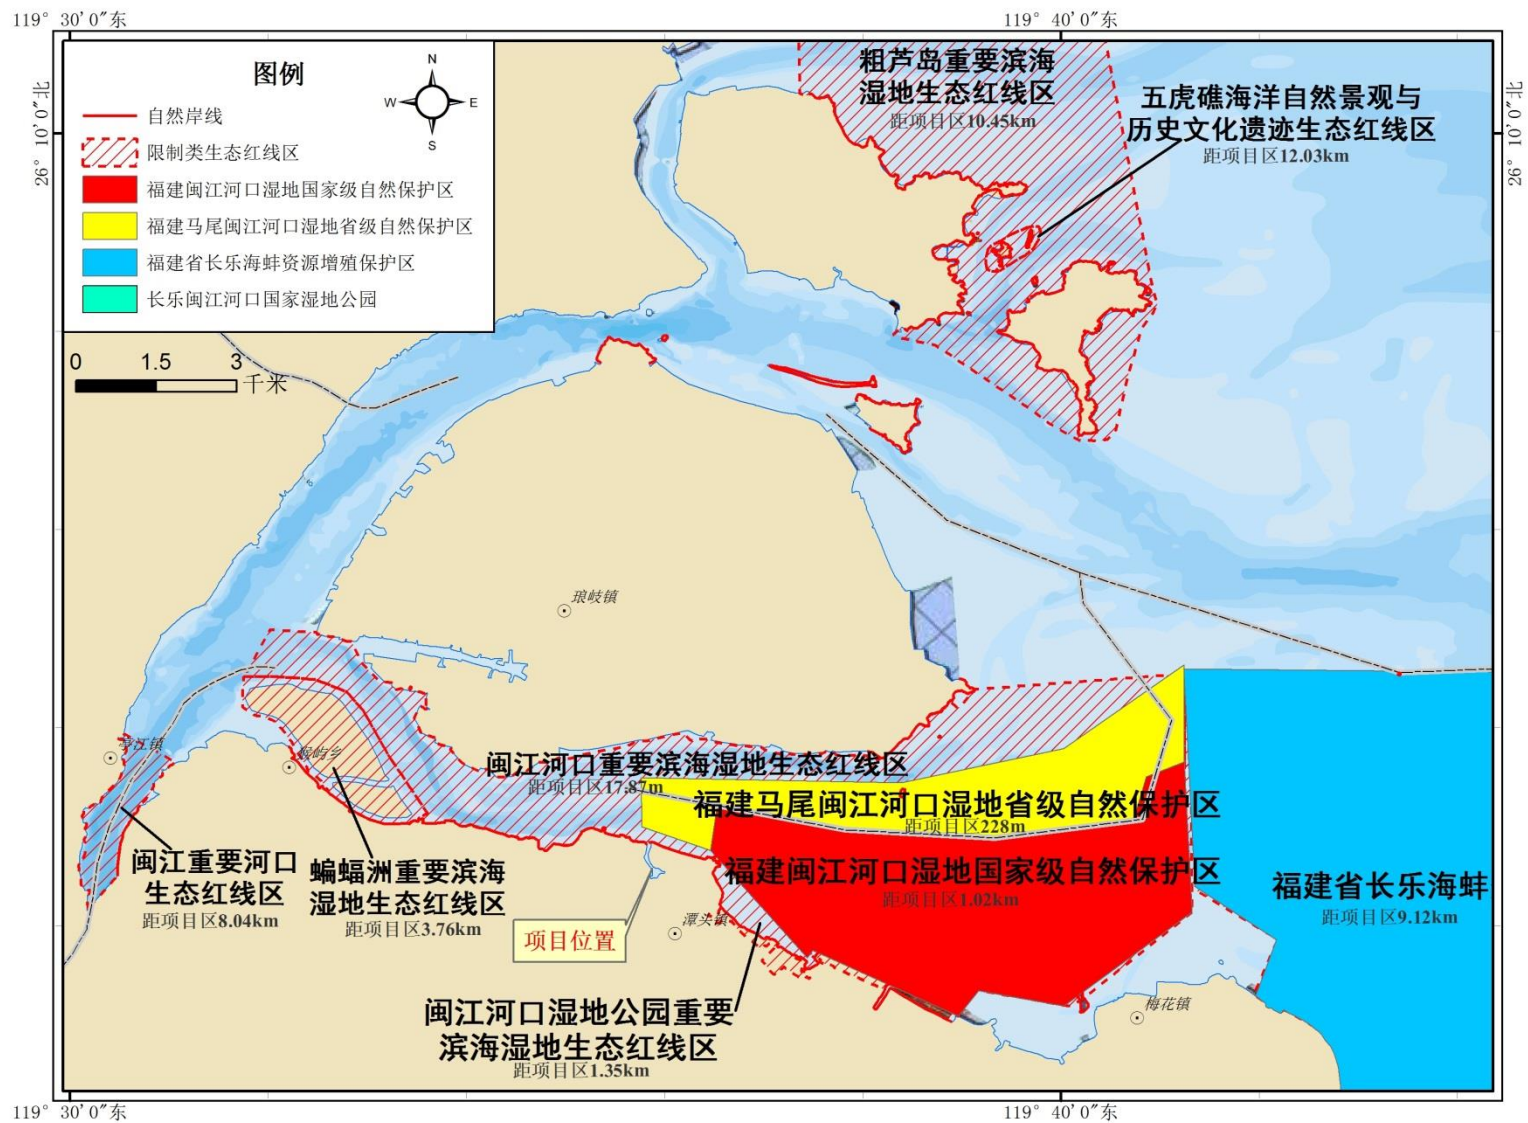 119° 30′0″东
119° 40′0″东
26° 10′0″北
26° 10′0″北
图例
N
W
E
S
自然岸线
限制类生态红线区
福建闽江河口湿地国家级自然保护区
福建马尾闽江河口湿地省级自然保护区
福建省长乐海蚌资源增殖保护区
长乐闽江河口国家湿地公园
0 1.5 3
千米
粗芦岛重要滨海
湿地生态红线区
距项目区10.45km
五虎礁海洋自然景观与
历史文化遗迹生态红线区
距项目区12.03km
琅岐镇
猴屿乡
闽江河口重要滨海湿地生态红线区
距项目区17.87m
福建马尾闽江河口湿地省级自然保护区
距项目区228m
闽江重要河口
生态红线区
距项目区8.04km
蝙蝠洲重要滨海
湿地生态红线区
距项目区3.76km
福建闽江河口湿地国家级自然保护区
距项目区1.02km
福建省长乐海蚌
距项目区9.12km
潭头镇
项目位置
梅花镇
闽江河口湿地公园重要
滨海湿地生态红线区
距项目区1.35km
119° 30′0″东
119° 40′0″东